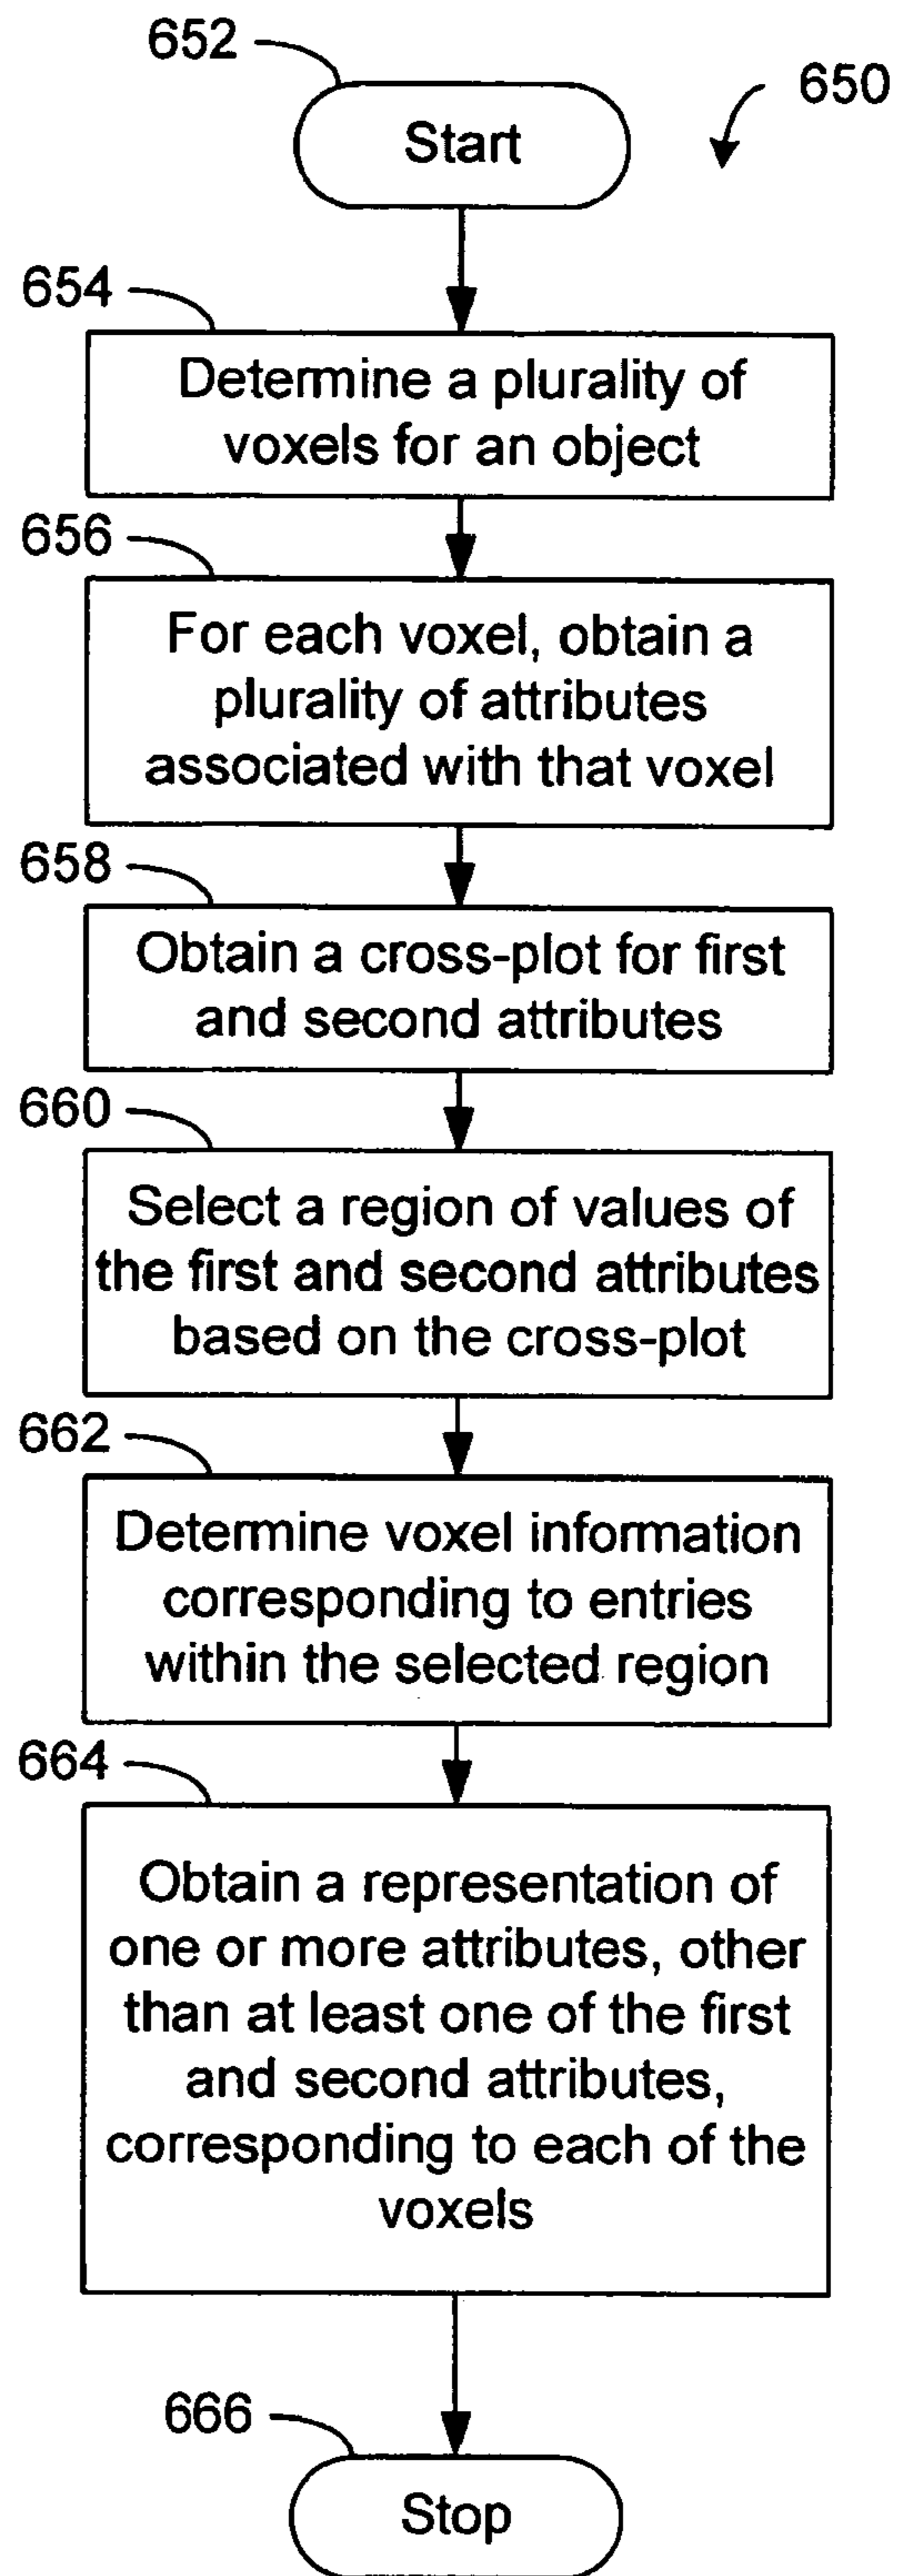 652
650
Start
654
Determine a plurality of
voxels for an object
656
For each voxel, obtain a
plurality of attributes
associated with that voxel
658
Obtain a cross-plot for first
and second attributes
660
Select a region of values of
the first and second attributes
based on the cross-plot
662
Determine voxel information
corresponding to entries
within the selected region
664
Obtain a representation of
one or more attributes, other
than at least one of the first
and second attributes,
corresponding to each of the
voxels
666
Stop